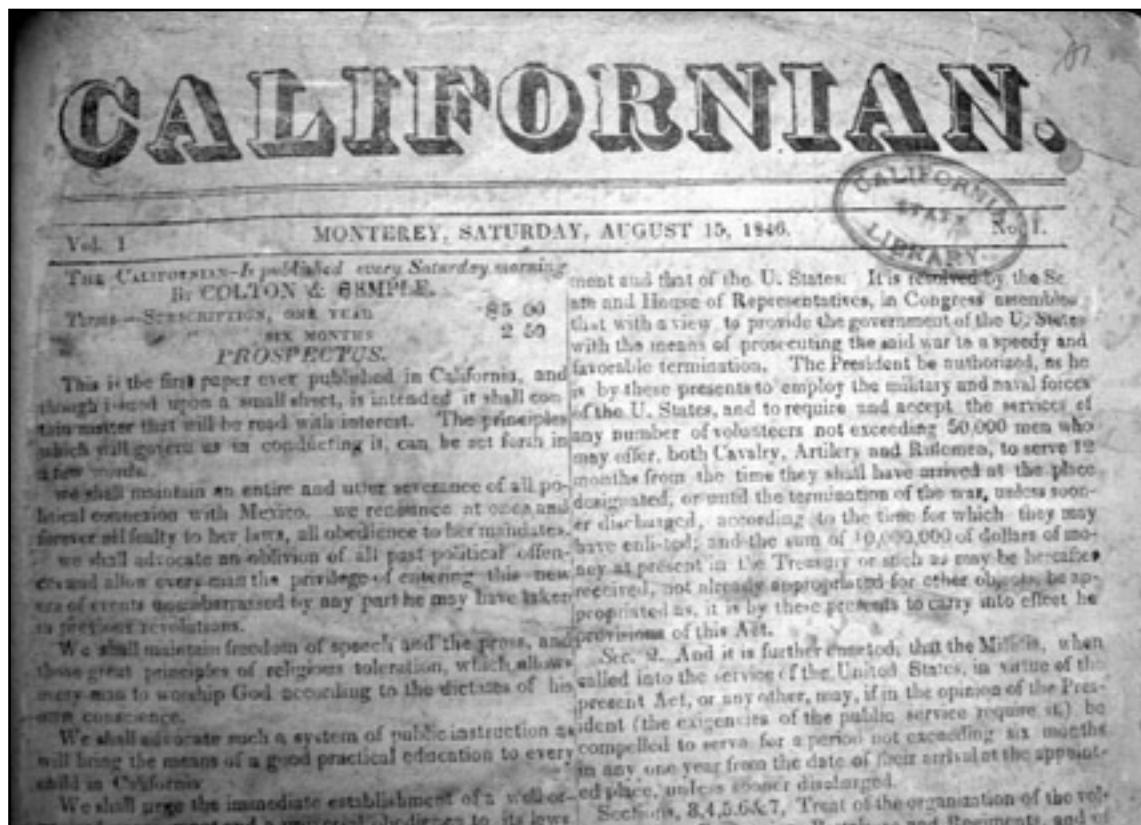 CALIFORNIAN.
CALIFORNIA
STATE
LIBRARY
Vol. 1
MONTEREY, SATURDAY, AUGUST 15, 1846.
No. 1.
THE CALIFORNIAN—Is published every Saturday morning
BY COLTON & SEMPLE.
Terms—SUBSCRIPTION, ONE YEAR $5 00
" SIX MONTHS 2 50
PROSPECTUS.
This is the first paper ever published in California, and
though issued upon a small sheet, is intended it shall con-
tain matter that will be read with interest. The principles
which will govern us in conducting it, can be set forth in
a few words.
we shall maintain an entire and utter severance of all po-
litical connexion with Mexico. we renounce at once and
forever all fealty to her laws, all obedience to her mandates.
we shall advocate an oblivion of all past political offen-
ces and allow every man the privilege of entering this new
era of events unembarrassed by any part he may have taken
in previous revolutions.
We shall maintain freedom of speech and the press, and
those great principles of religious toleration, which allows
every man to worship God according to the dictates of his
own conscience.
We shall advocate such a system of public instruction as
will bring the means of a good practical education to every
child in California
We shall urge the immediate establishment of a well or-
obedience to its laws
ment and that of the U. States. It is resolved by the Se
ate and House of Representatives, in Congress assembled
that with a view to provide the government of the U. States
with the means of prosecuting the said war to a speedy and
favorable termination. The President be authorized, as he
is by these presents to employ the military and naval forces
of the U. States, and to require and accept the services of
any number of volunteers not exceeding 50,000 men who
may offer, both Cavalry, Artilery and Riflemen, to serve 12
months from the time they shall have arrived at the place
designated, or until the termination of the war, unless soon-
er discharged, according to the time for which they may
have enlisted; and the sum of 10,000,000 of dollars of mo-
ney at present in the Treasury or such as may be hereafter
received, not already appropriated for other objects, be ap-
propriated as, it is by these presents to carry into effect he
provisions of this Act.
Sec. 2. And it is further enacted, that the Militia, when
called into the service of the United States, in virtue of the
present Act, or any other, may, if in the opinion of the Pres-
ident (the exigencies of the public service require it,) be
compelled to serve for a period not exceeding six months
in any one year from the date of their arrival at the appoint-
ed place, unless sooner discharged.
Sections, 3,4,5,6&7, Treat of the organization of the vol-
and Regiments, and of